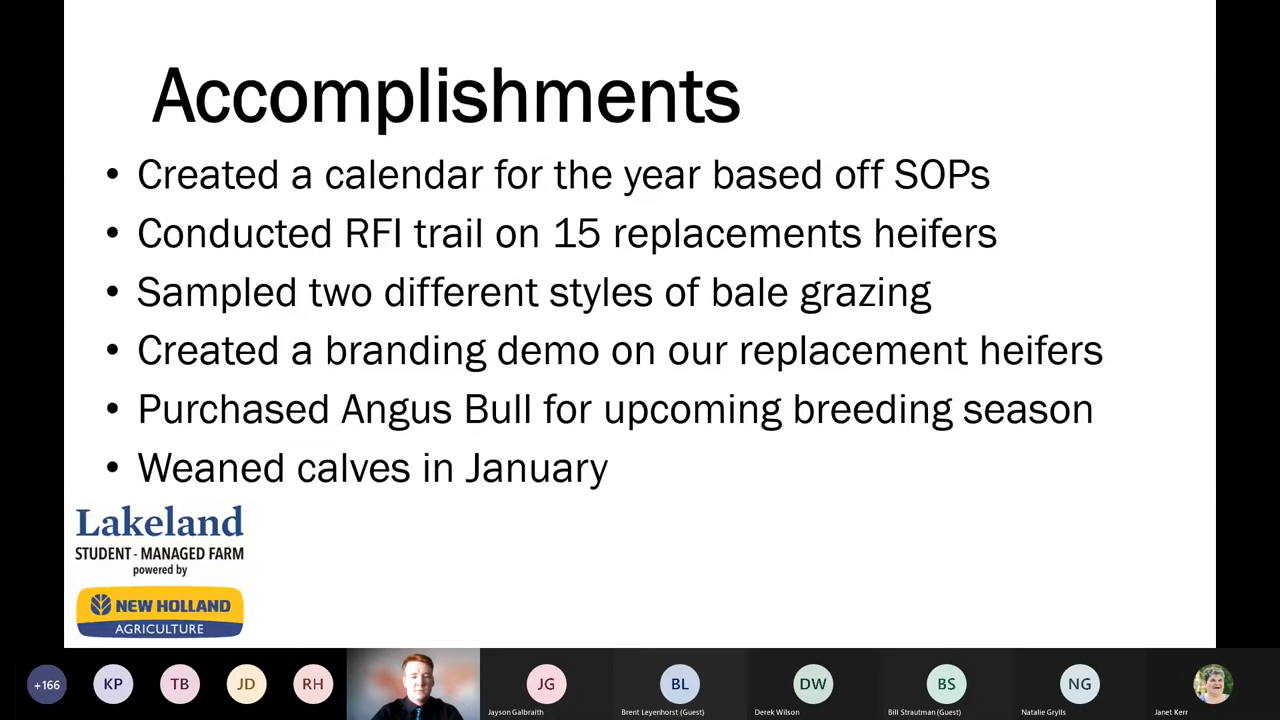 Accomplishments
• Created a calendar for the year based off SOPs
• Conducted RFI trail on 15 replacements heifers
• Sampled two different styles of bale grazing
• Created a branding demo on our replacement heifers
• Purchased Angus Bull for upcoming breeding season
• Weaned calves in January
Lakeland
STUDENT - MANAGED FARM
powered by
NEW HOLLAND
AGRICULTURE
+166 KP TB JD RH JG BL DW BS NG
Jayson Galbraith Brent Leyenhorst (Guest) Derek Wilson Bill Strautman (Guest) Natalie Grylls Janet Kerr